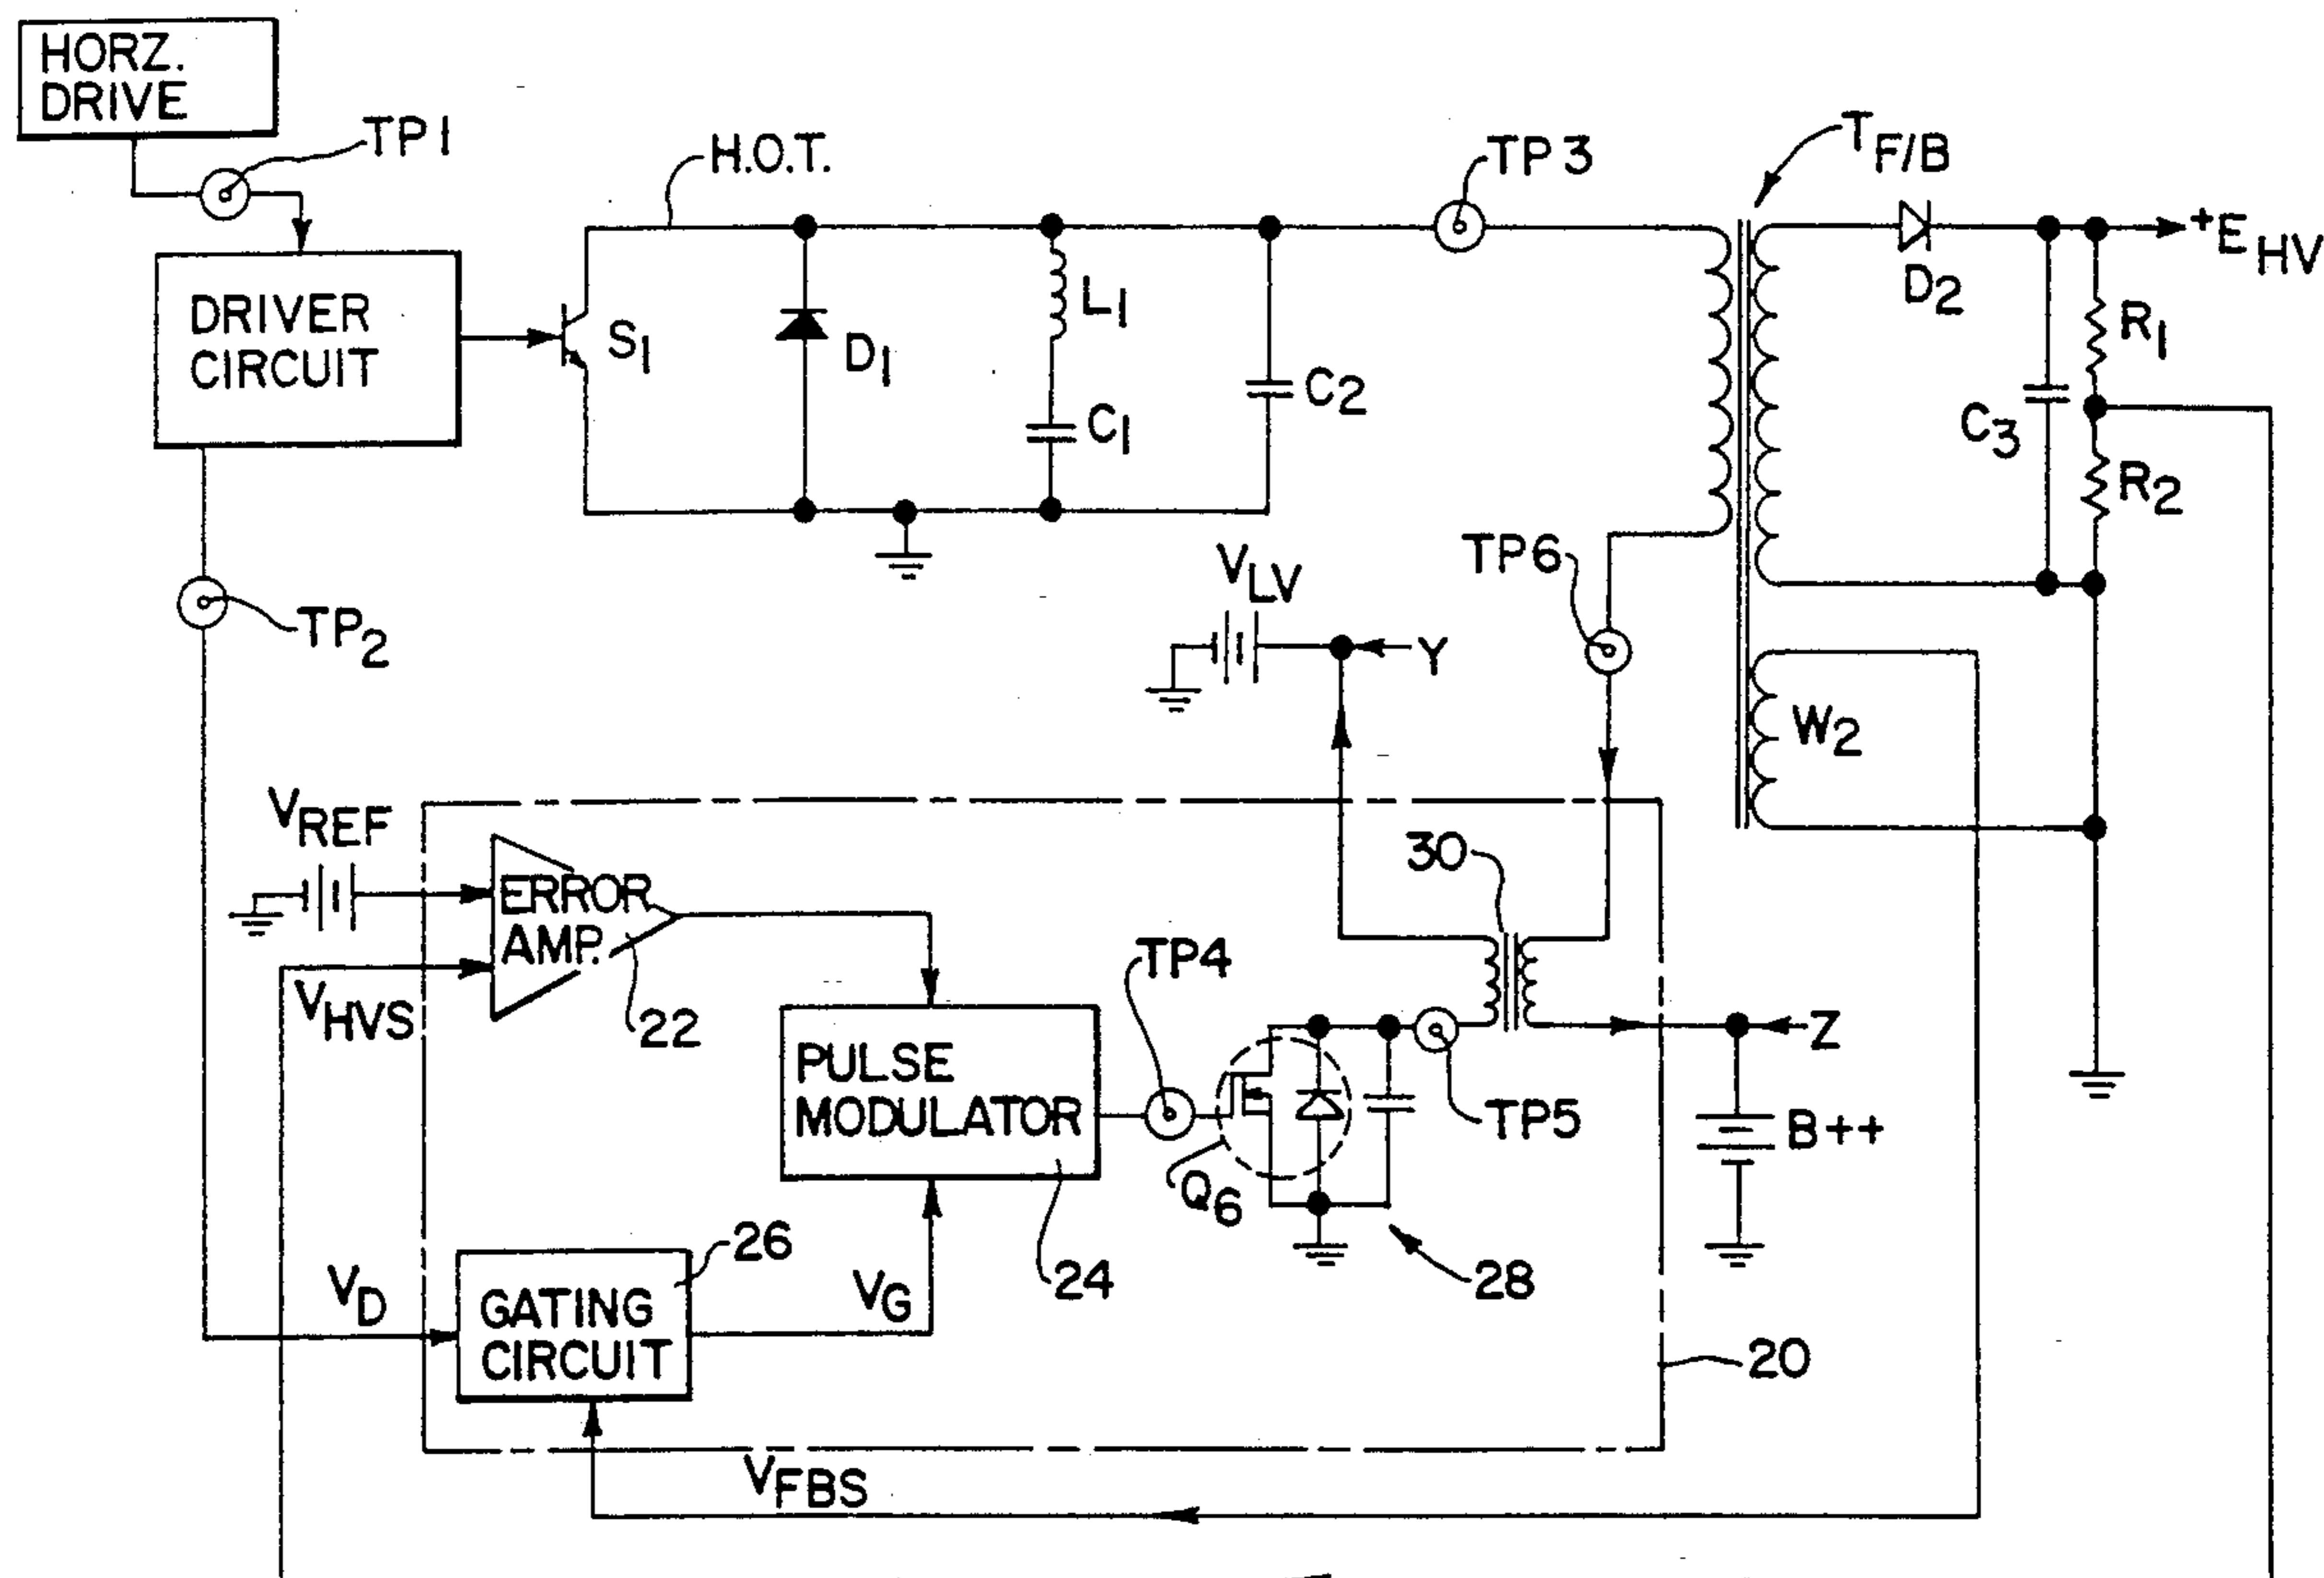 HORZ.
DRIVE
TP1
H.O.T.
TP3
T F/B
+E HV
DRIVER
CIRCUIT
S1
D1
L1
C1
C2
D2
R1
C3
R2
TP2
VLV
Y
TP6
W2
VREF
ERROR
AMP.
22
VHVS
30
TP4
Z
PULSE
MODULATOR
TP5
B++
Q6
26
24
28
VD
GATING
CIRCUIT
VG
20
VFBS